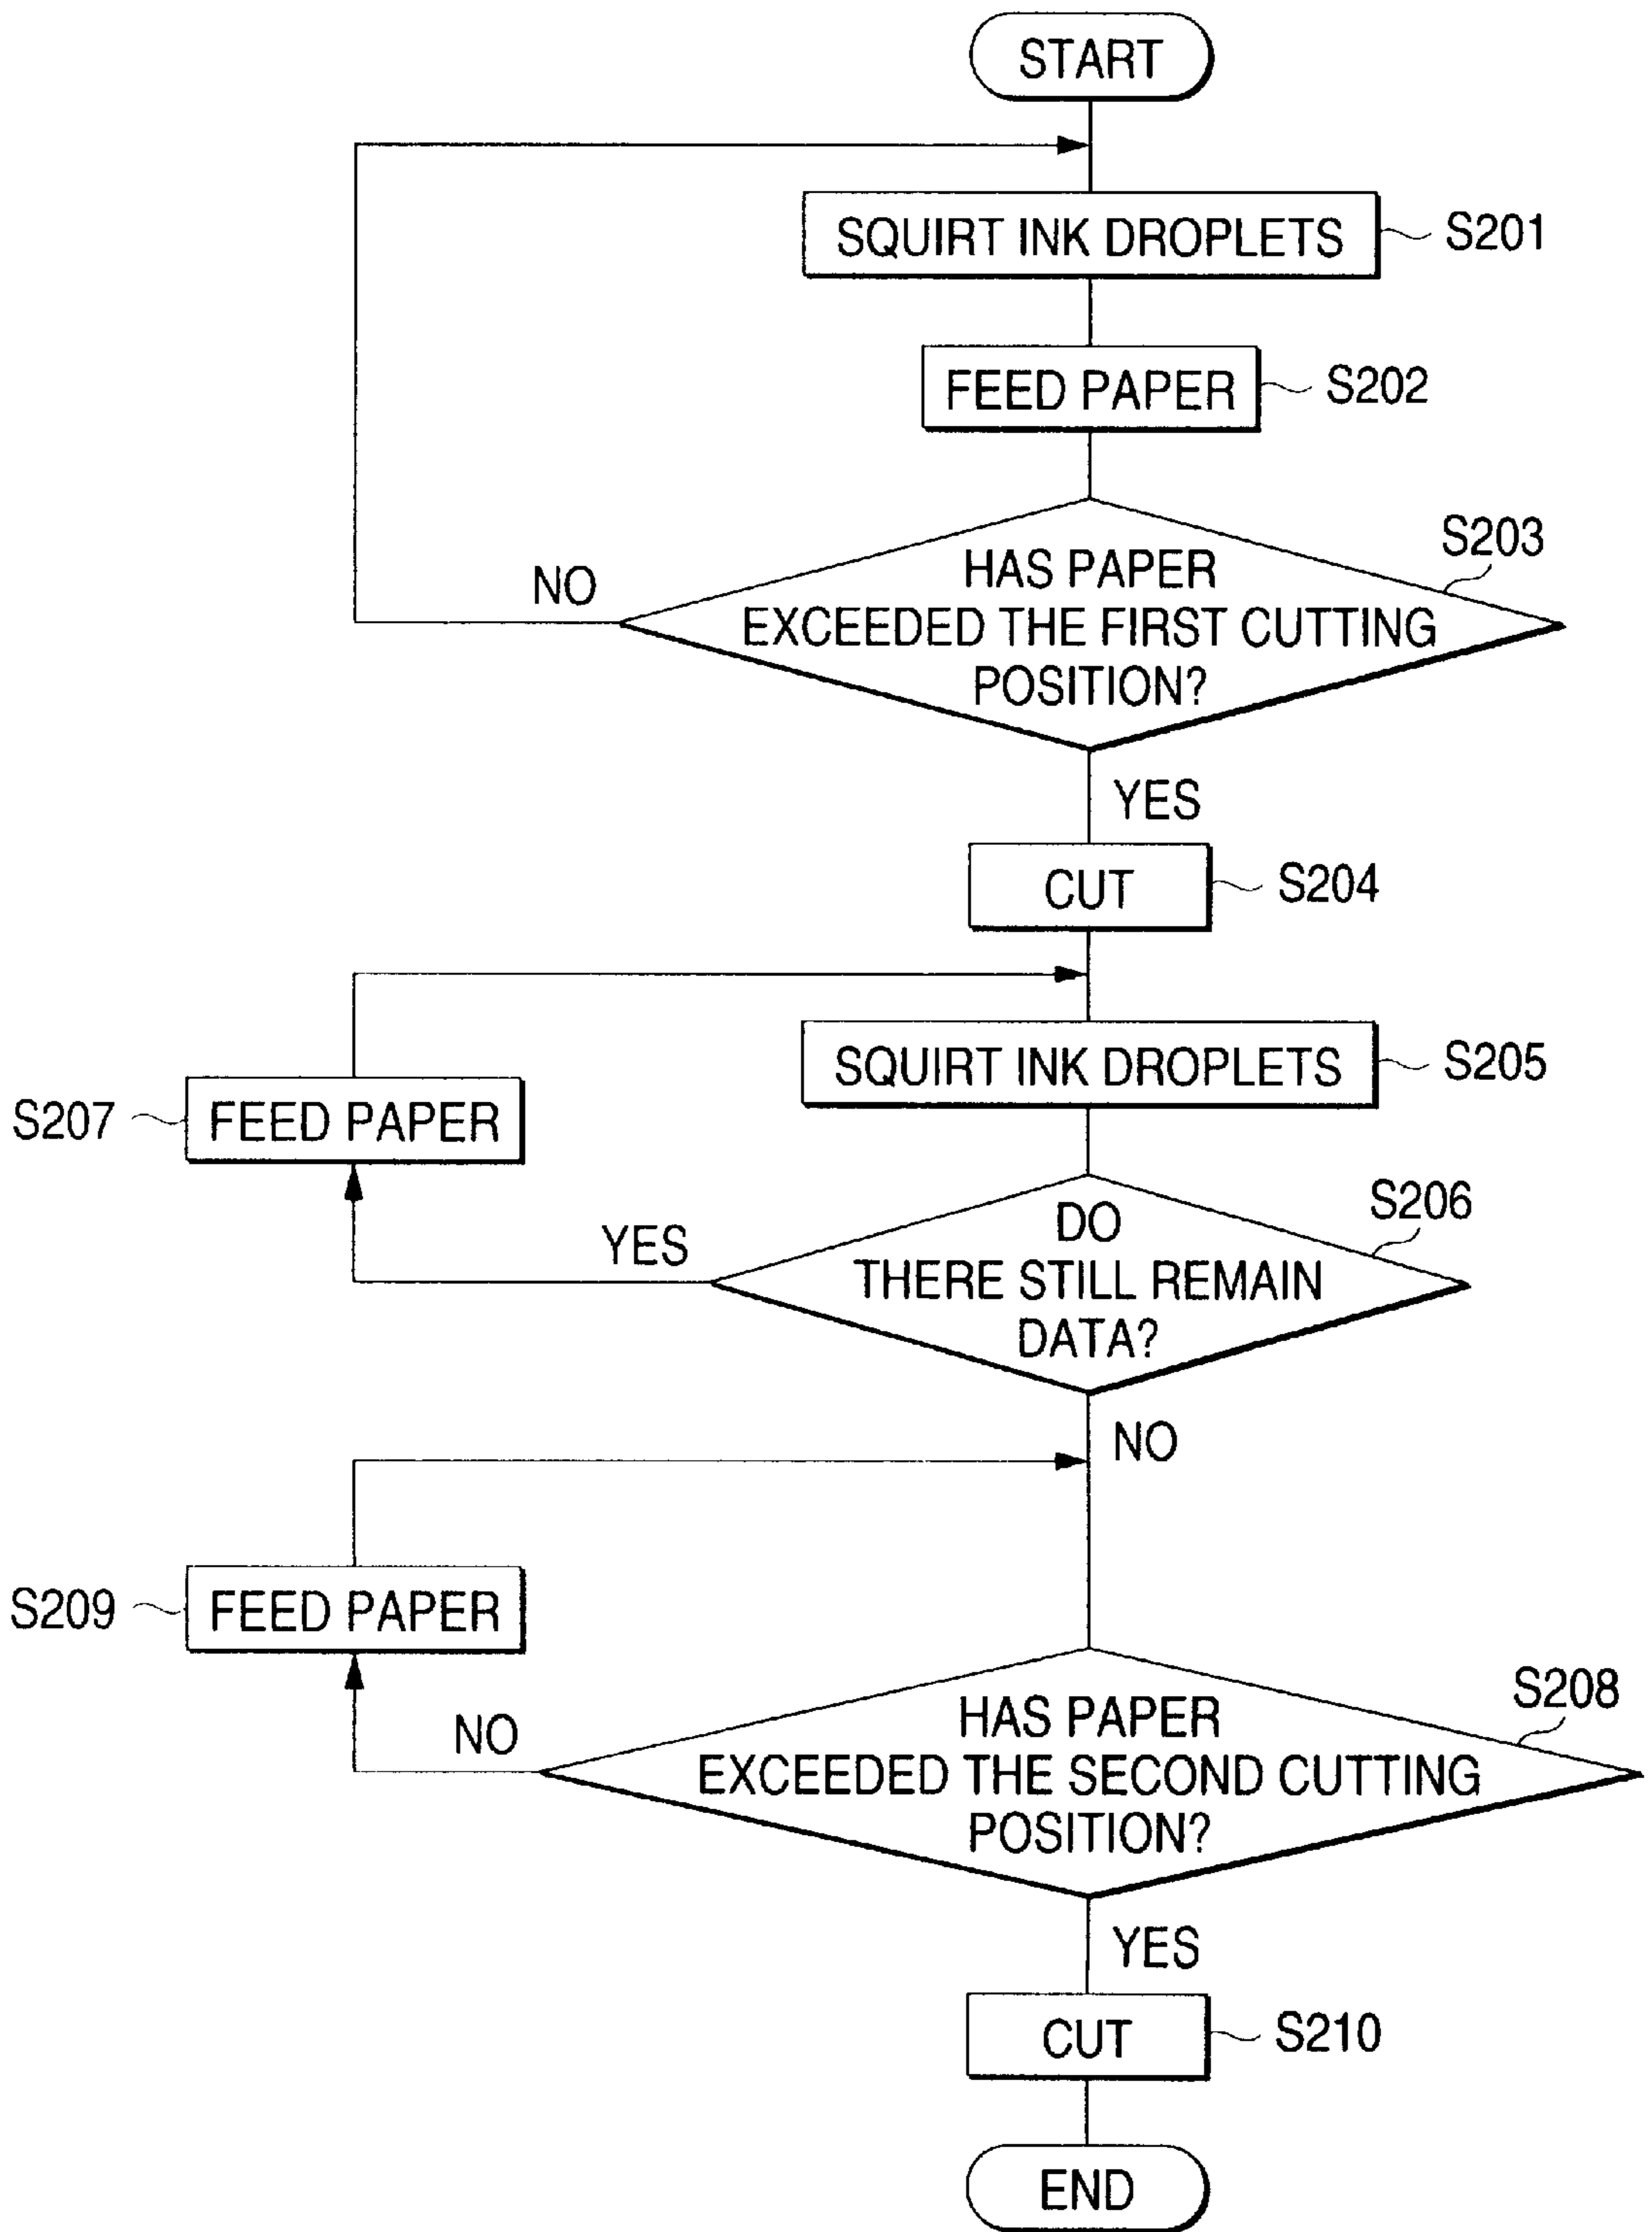 START
SQUIRT INK DROPLETS
S201
FEED PAPER
S202
S203
HAS PAPER
EXCEEDED THE FIRST CUTTING
POSITION?
NO
YES
CUT
S204
SQUIRT INK DROPLETS
S205
S207
FEED PAPER
S206
DO
THERE STILL REMAIN
DATA?
YES
NO
S209
FEED PAPER
S208
HAS PAPER
EXCEEDED THE SECOND CUTTING
POSITION?
NO
YES
CUT
S210
END